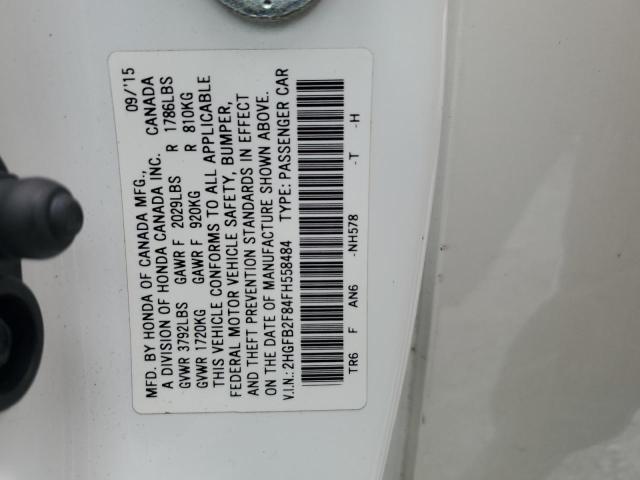 MFD. BY HONDA OF CANADA MFG., 09/'15
A DIVISION OF HONDA CANADA INC. CANADA
GVWR 3792LBS GAWR F 2029LBS R 1786LBS
GVWR 1720KG GAWR F 920KG R 810KG
THIS VEHICLE CONFORMS TO ALL APPLICABLE
FEDERAL MOTOR VEHICLE SAFETY, BUMPER,
AND THEFT PREVENTION STANDARDS IN EFFECT
ON THE DATE OF MANUFACTURE SHOWN ABOVE.
V.I.N.: 2HGFB2F84FH558484 TYPE: PASSENGER CAR
TR6 F AN6 -NH578 -T -H